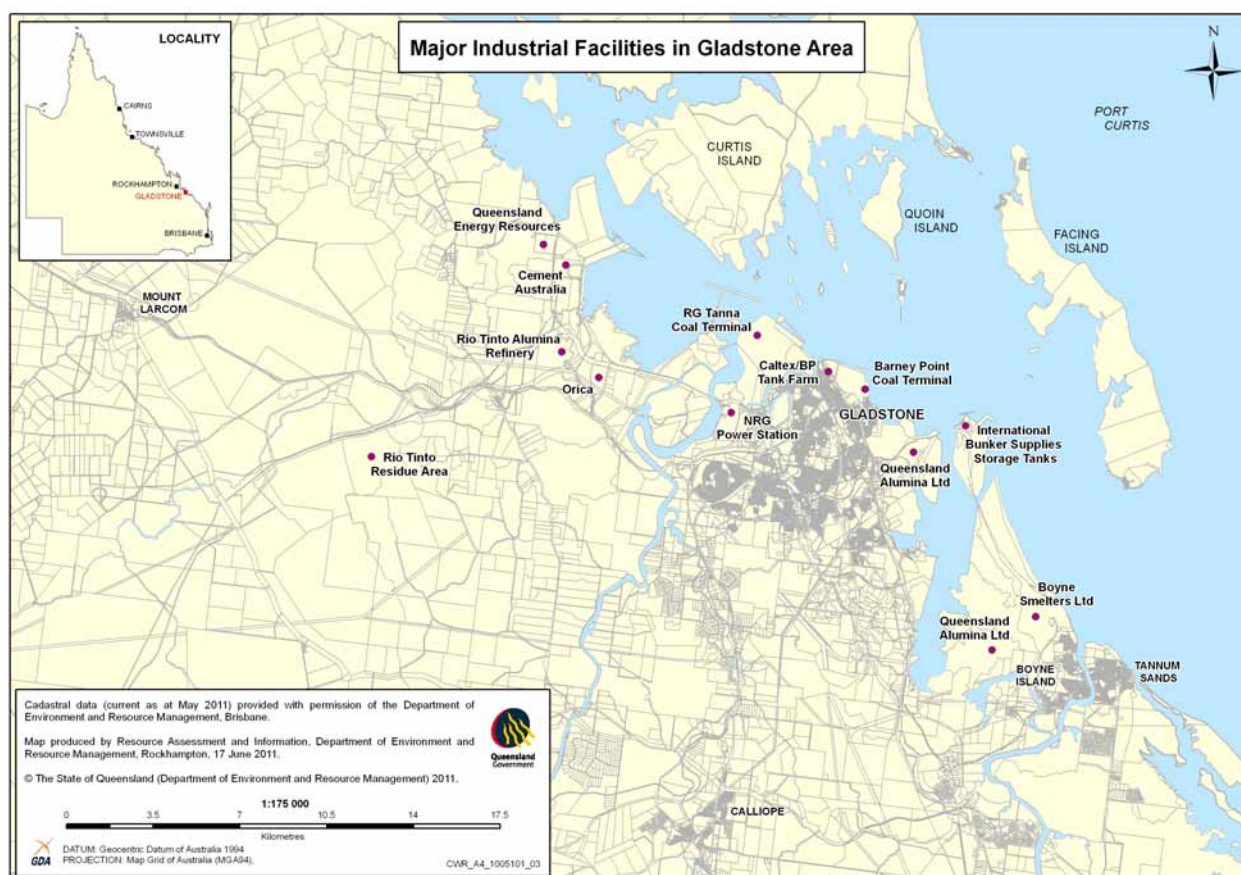 Major Industrial Facilities in Gladstone Area
LOCALITY
CAIRNS
TOWNSVILLE
ROCKHAMPTON
GLADSTONE
BRISBANE
N
PORT
CURTIS
CURTIS
ISLAND
QUOIN
ISLAND
FACING
ISLAND
Queensland
Energy Resources
Cement
Australia
MOUNT
LARCOM
RG Tanna
Coal Terminal
Rio Tinto Alumina
Refinery
Orica
Caltex/BP
Tank Farm
Barney Point
Coal Terminal
GLADSTONE
NRG
Power Station
International
Bunker Supplies
Storage Tanks
Queensland
Alumina Ltd
Rio Tinto
Residue Area
Boyne
Smelters Ltd
Queensland
Alumina Ltd
BOYNE
ISLAND
TANNUM
SANDS
CALLIOPE
Cadastral data (current as at May 2011) provided with permission of the Department of
Environment and Resource Management, Brisbane.
Map produced by Resource Assessment and Information, Department of Environment and
Resource Management, Rockhampton, 17 June 2011.
© The State of Queensland (Department of Environment and Resource Management) 2011.
Queensland
Government
1:175 000
0 3.5 7 10.5 14 17.5
Kilometres
GDA
DATUM: Geocentric Datum of Australia 1994
PROJECTION: Map Grid of Australia (MGA94).
CWR_A4_1005101_03